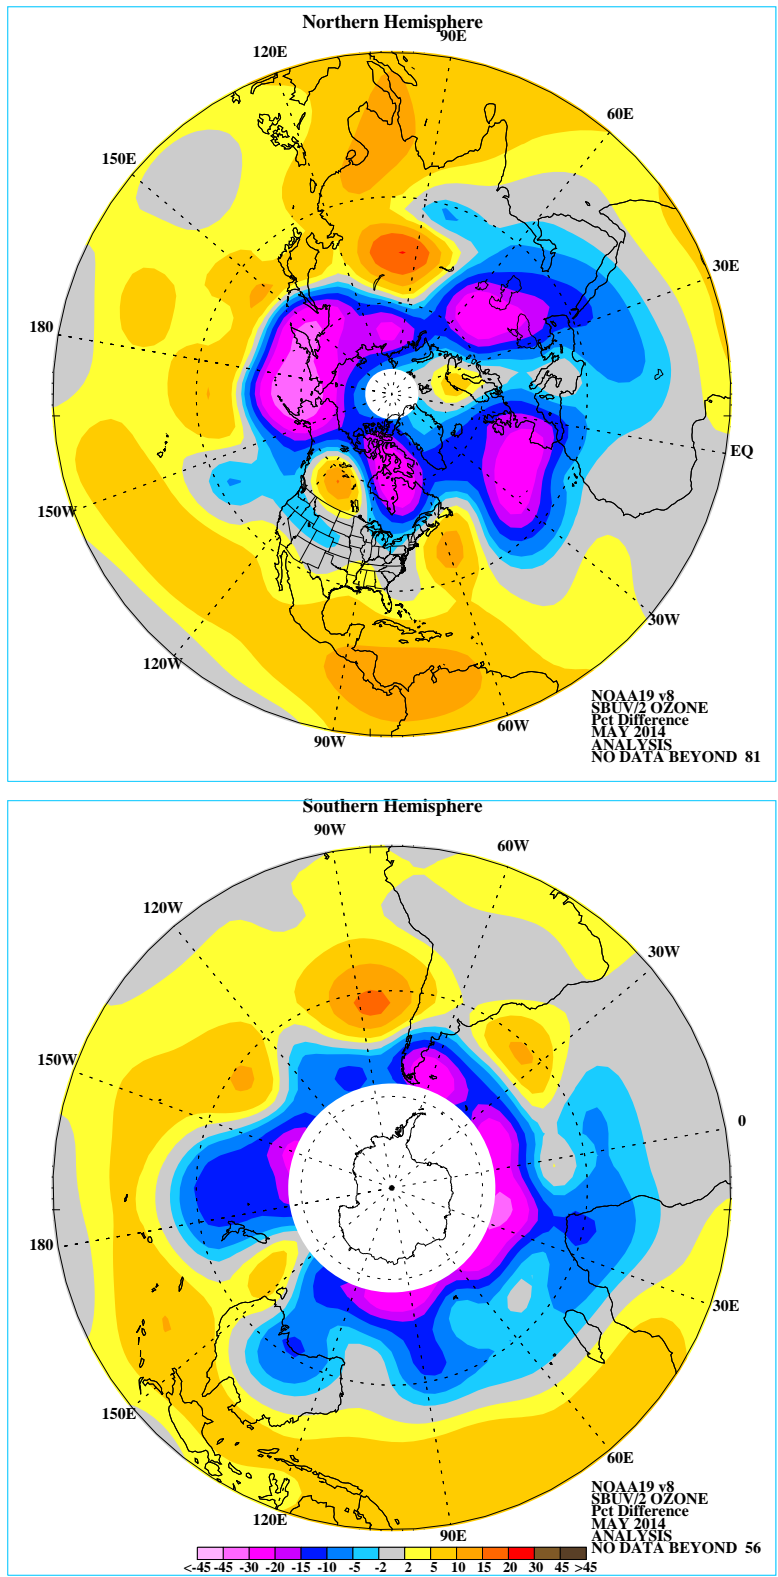 Northern Hemisphere
90E
120E
60E
150E
30E
180
EQ
150W
30W
120W
60W
90W
NOAA19 v8
SBUV/2 OZONE
Pct Difference
MAY 2014
ANALYSIS
NO DATA BEYOND 81
Southern Hemisphere
90W
60W
120W
30W
150W
0
180
30E
150E
60E
120E
90E
NOAA19 v8
SBUV/2 OZONE
Pct Difference
MAY 2014
ANALYSIS
NO DATA BEYOND 56
<-45 -45 -30 -20 -15 -10 -5 -2 2 5 10 15 20 30 45 >45